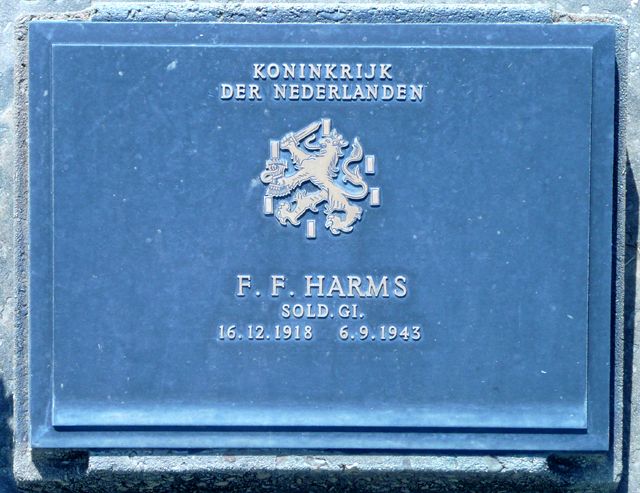 KONINKRIJK
DER NEDERLANDEN
F. F. HARMS
SOLD. GI.
16.12.1918 6.9.1943